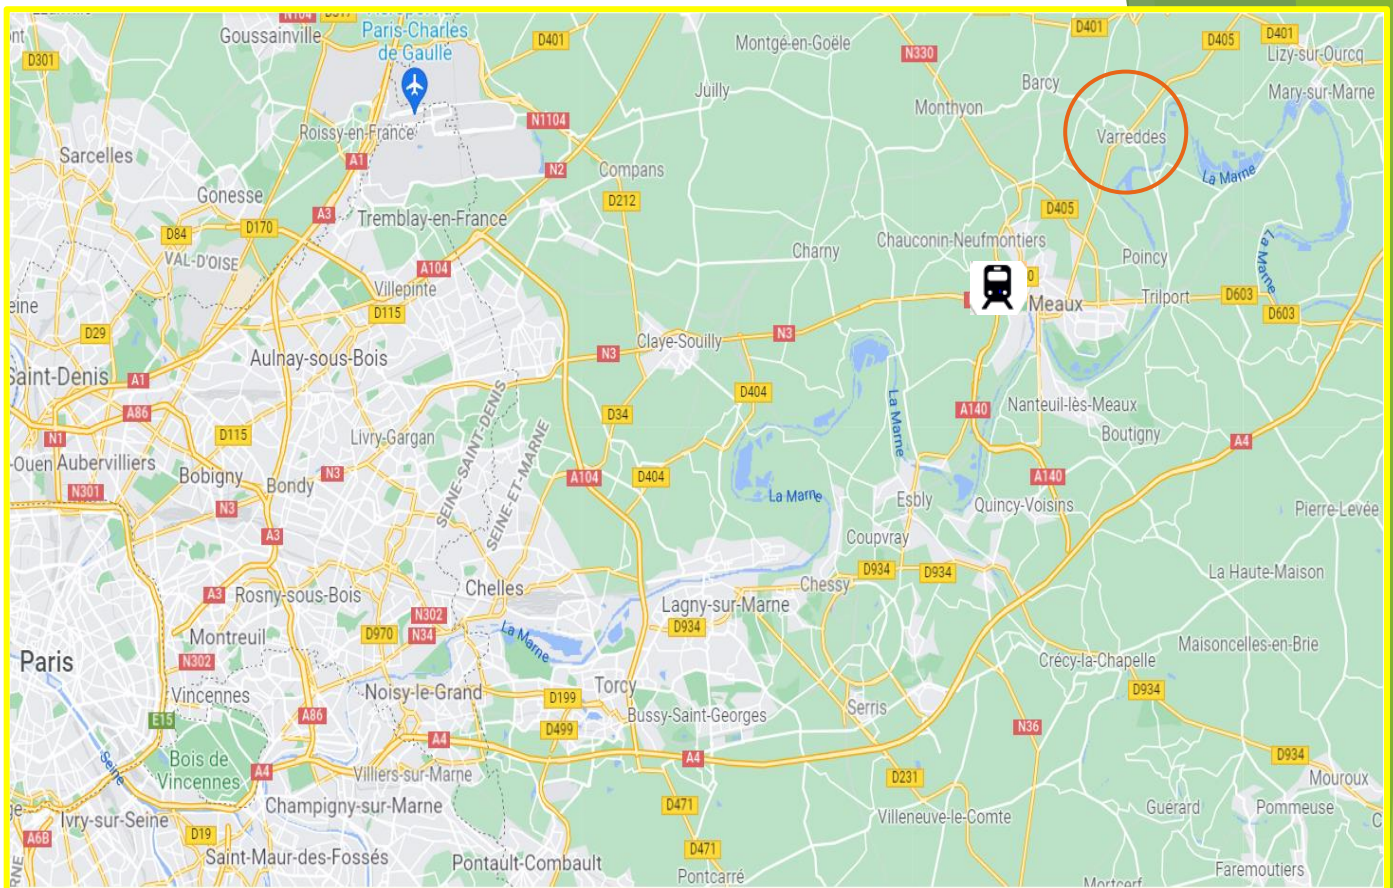 N104
D317
D401
Goussainville
Paris-Charles
de Gaulle
D401
Montgé-en-Goële
N330
D401
D405
D401
Lizy-sur-Ourcq
D301
Juilly
Barcy
Mary-sur-Marne
Monthyon
Roissy-en-France
N1104
Varreddes
Sarcelles
A1
N2
Compans
La Marne
Gonesse
D212
A3
Tremblay-en-France
D405
D84
D170
Chauconin-Neufmontiers
VAL-D'OISE
Charny
Poincy
La Marne
A104
Villepinte
Meaux
Trilport
D603
D603
D115
D29
N3
Claye-Souilly
N3
Aulnay-sous-Bois
Saint-Denis
A1
D404
La Marne
A86
D34
A140
Nanteuil-lès-Meaux
N1
D115
Livry-Gargan
SEINE-SAINT-DENIS
SEINE-ET-MARNE
Boutigny
A4
-Ouen
Aubervilliers
Bobigny
Bondy
N3
A104
D404
A140
N301
La Marne
Esbly
Quincy-Voisins
N3
Pierre-Levée
A3
Coupvray
D934
D934
La Haute-Maison
A3
Rosny-sous-Bois
Chelles
Chessy
N302
Lagny-sur-Marne
Montreuil
D970
N34
La Marne
D934
Maisoncelles-en-Brie
Paris
N302
Crécy-la-Chapelle
Vincennes
Noisy-le-Grand
D199
Torcy
D934
E15
A86
Bussy-Saint-Georges
Serris
D499
N36
A4
Bois de
Vincennes
A4
D934
Seine
A4
Villiers-sur-Marne
D231
Mouroux
Champigny-sur-Marne
D471
Guérard
Pommeuse
Ivry-sur-Seine
Villeneuve-le-Comte
A6B
D19
D471
Saint-Maur-des-Fossés
Pontault-Combault
Pontcarré
Faremoutiers
Mortcerf